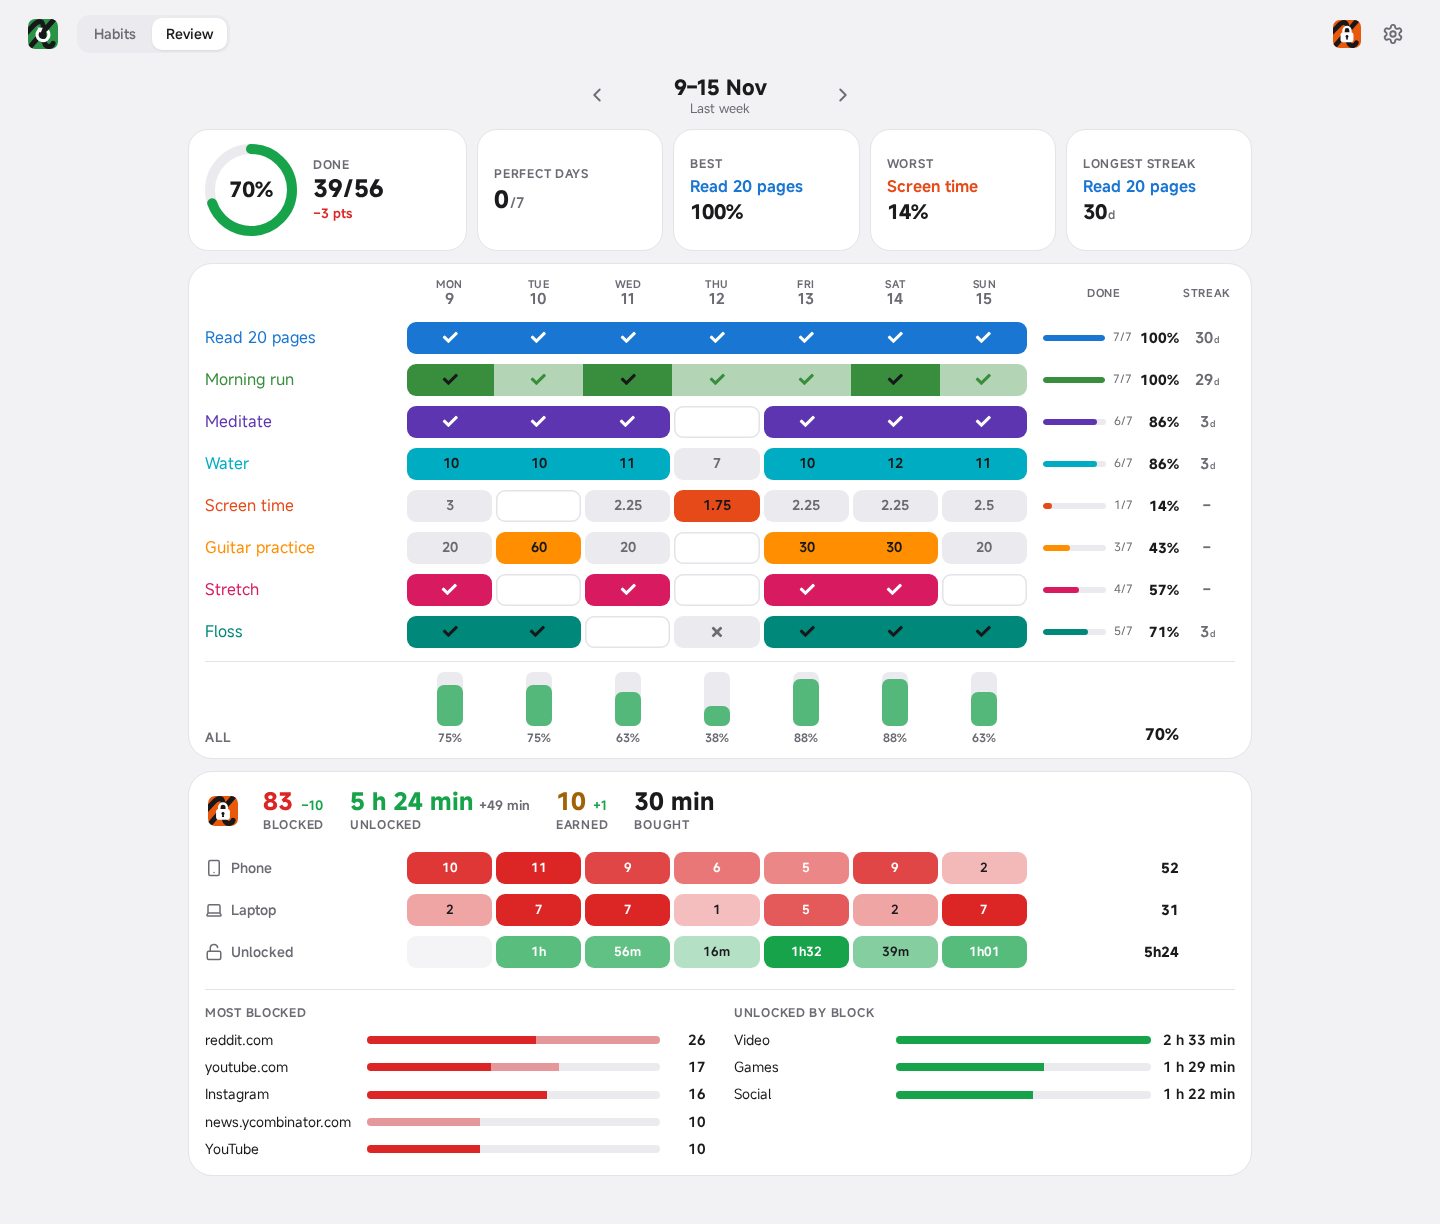 Habits Review
9–15 Nov
Last week
70%
DONE
39/56
−3 pts
PERFECT DAYS
0/7
BEST
Read 20 pages
100%
WORST
Screen time
14%
LONGEST STREAK
Read 20 pages
30d
MON TUE WED THU FRI SAT SUN
9 10 11 12 13 14 15 DONE STREAK
Read 20 pages 7/7 100% 30d
Morning run 7/7 100% 29d
Meditate 6/7 86% 3d
Water 10 10 11 7 10 12 11 6/7 86% 3d
Screen time 3 2.25 1.75 2.25 2.25 2.5 1/7 14% –
Guitar practice 20 60 20 30 30 20 3/7 43% –
Stretch 4/7 57% –
Floss 5/7 71% 3d
ALL 75% 75% 63% 38% 88% 88% 63% 70%
83 −10 5 h 24 min +49 min 10 +1 30 min
BLOCKED UNLOCKED EARNED BOUGHT
Phone 10 11 9 6 5 9 2 52
Laptop 2 7 7 1 5 2 7 31
Unlocked 1h 56m 16m 1h32 39m 1h01 5h24
MOST BLOCKED
reddit.com 26
youtube.com 17
Instagram 16
news.ycombinator.com 10
YouTube 10
UNLOCKED BY BLOCK
Video 2 h 33 min
Games 1 h 29 min
Social 1 h 22 min